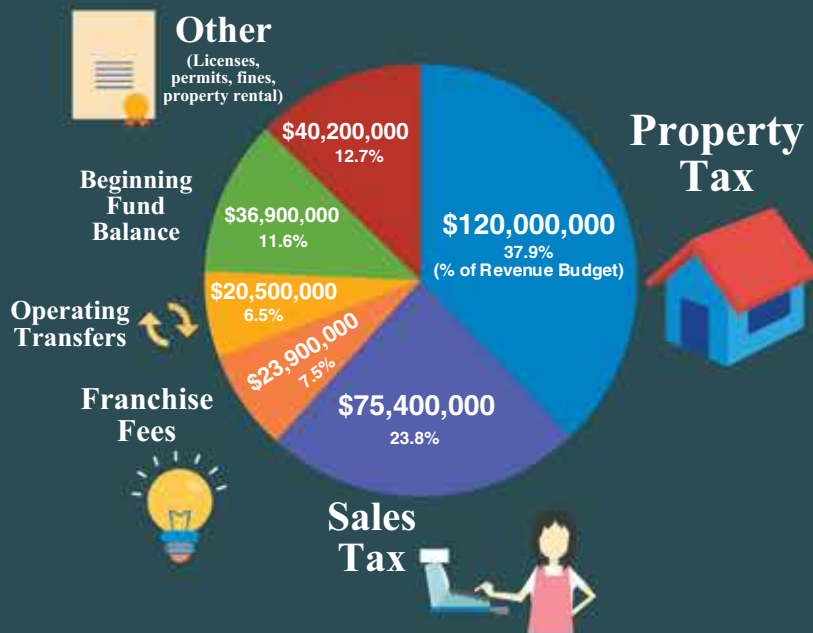 Other
(Licenses,
permits, fines,
property rental)
$40,200,000
12.7%
Property
Tax
$120,000,000
37.9%
(% of Revenue Budget)
Beginning
Fund
Balance
$36,900,000
11.6%
Operating
Transfers
$20,500,000
6.5%
Franchise
Fees
$23,900,000
7.5%
$75,400,000
23.8%
Sales
Tax